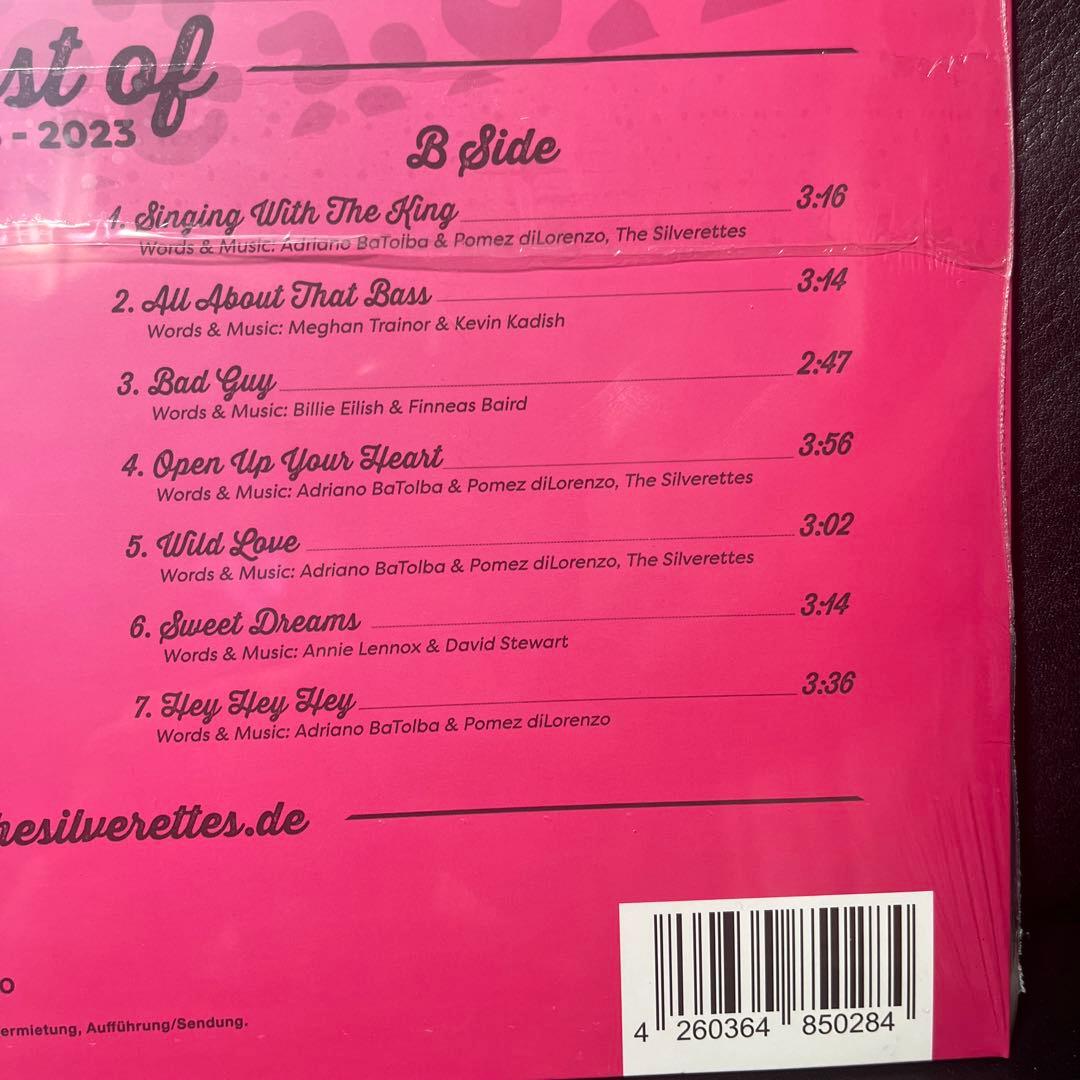 st of
- 2023
B Side
1. Singing With The King 3:16
Words & Music: Adriano BaTolba & Pomez diLorenzo, The Silverettes
2. All About That Bass 3:14
Words & Music: Meghan Trainor & Kevin Kadish
3. Bad Guy 2:47
Words & Music: Billie Eilish & Finneas Baird
4. Open Up Your Heart 3:56
Words & Music: Adriano BaTolba & Pomez diLorenzo, The Silverettes
5. Wild Love 3:02
Words & Music: Adriano BaTolba & Pomez diLorenzo, The Silverettes
6. Sweet Dreams 3:14
Words & Music: Annie Lennox & David Stewart
7. Hey Hey Hey 3:36
Words & Music: Adriano BaTolba & Pomez diLorenzo
hesilverettes.de
O
ermietung, Aufführung/Sendung.
4 260364 850284